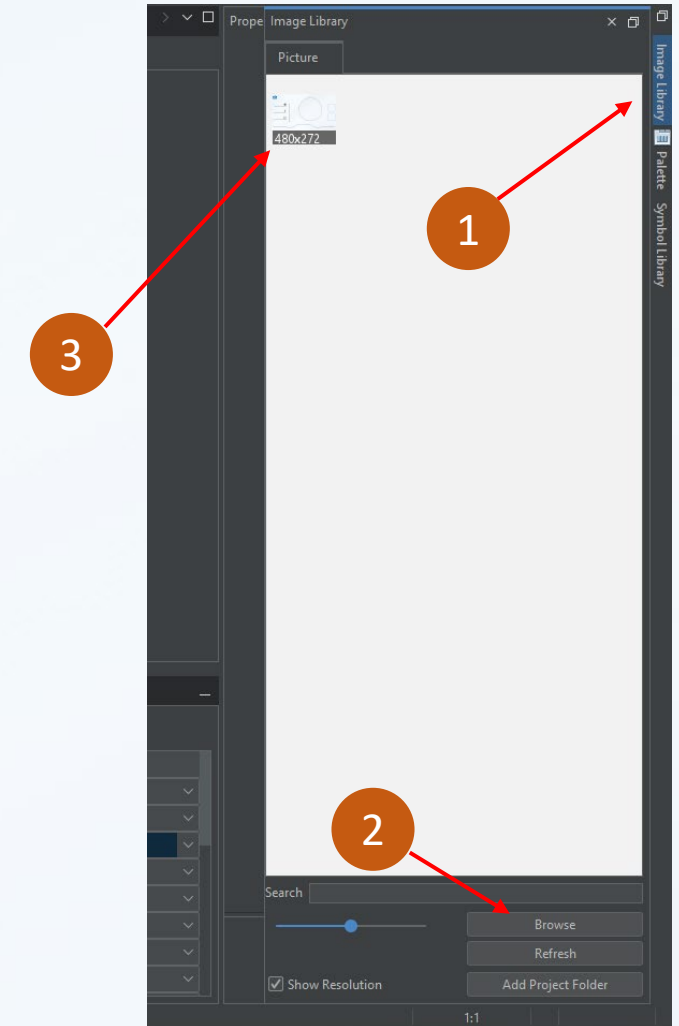 Prope
Image Library
Picture
480x272
1
3
2
Search
Browse
Refresh
Show Resolution
Add Project Folder
1:1
Image Library
Palette
Symbol Library